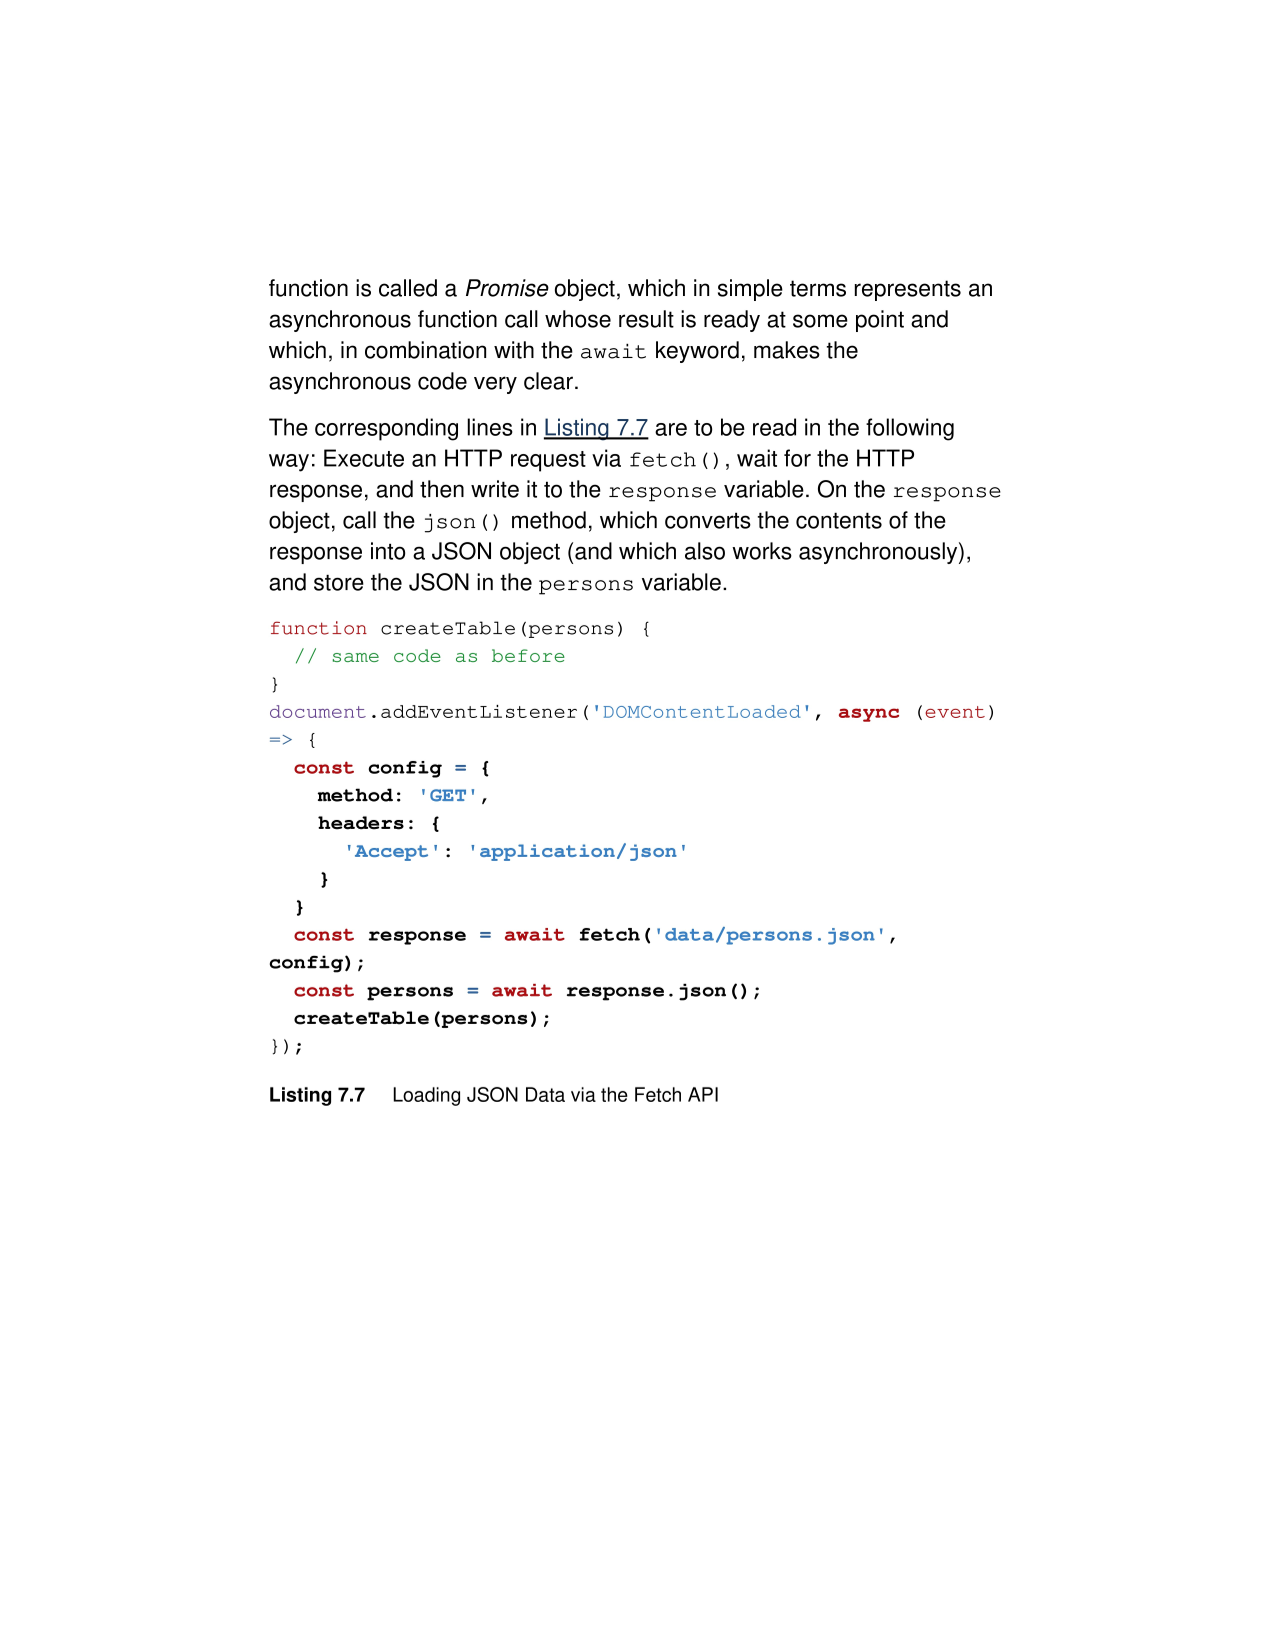 function is called a Promise object, which in simple terms represents an
asynchronous function call whose result is ready at some point and
which, in combination with the await keyword, makes the
asynchronous code very clear.
The corresponding lines in Listing 7.7 are to be read in the following
way: Execute an HTTP request via fetch(), wait for the HTTP
response, and then write it to the response variable. On the response
object, call the json() method, which converts the contents of the
response into a JSON object (and which also works asynchronously),
and store the JSON in the persons variable.
function createTable(persons) {
  // same code as before
}
document.addEventListener('DOMContentLoaded', async (event)
=> {
  const config = {
    method: 'GET',
    headers: {
      'Accept': 'application/json'
    }
  }
  const response = await fetch('data/persons.json',
config);
  const persons = await response.json();
  createTable(persons);
});
Listing 7.7 Loading JSON Data via the Fetch API